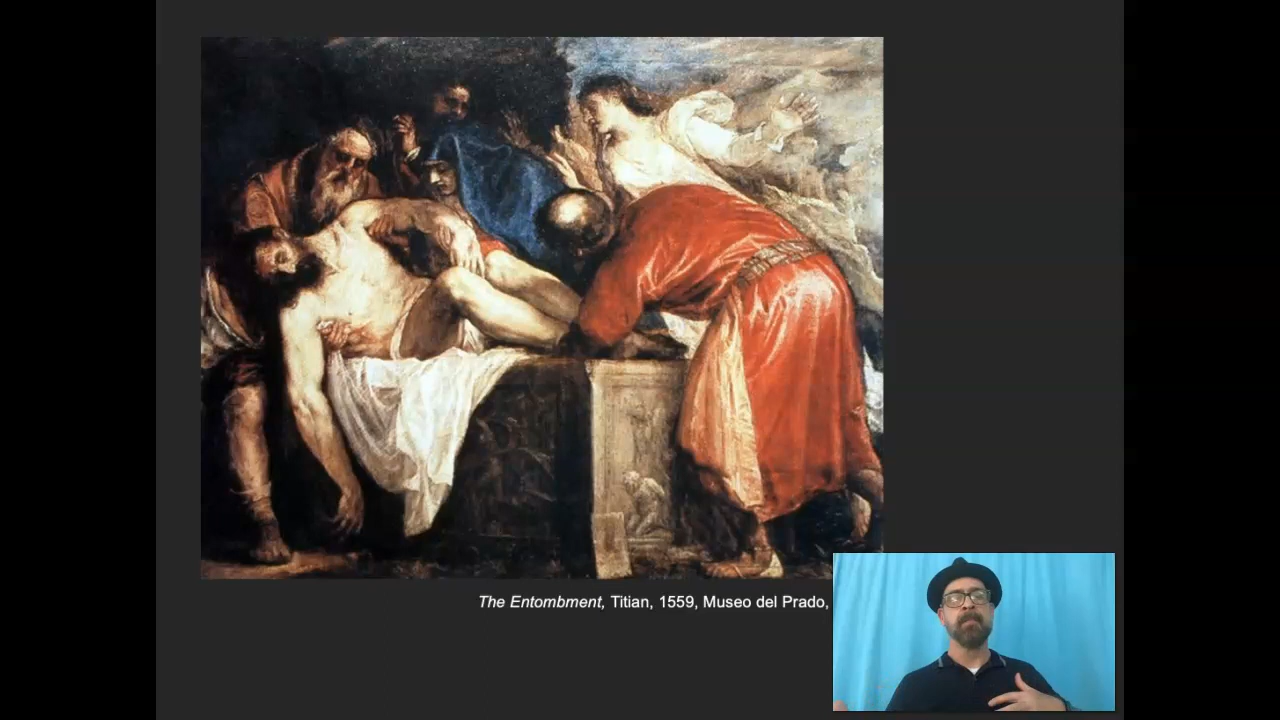 The Entombment, Titian, 1559, Museo del Prado,